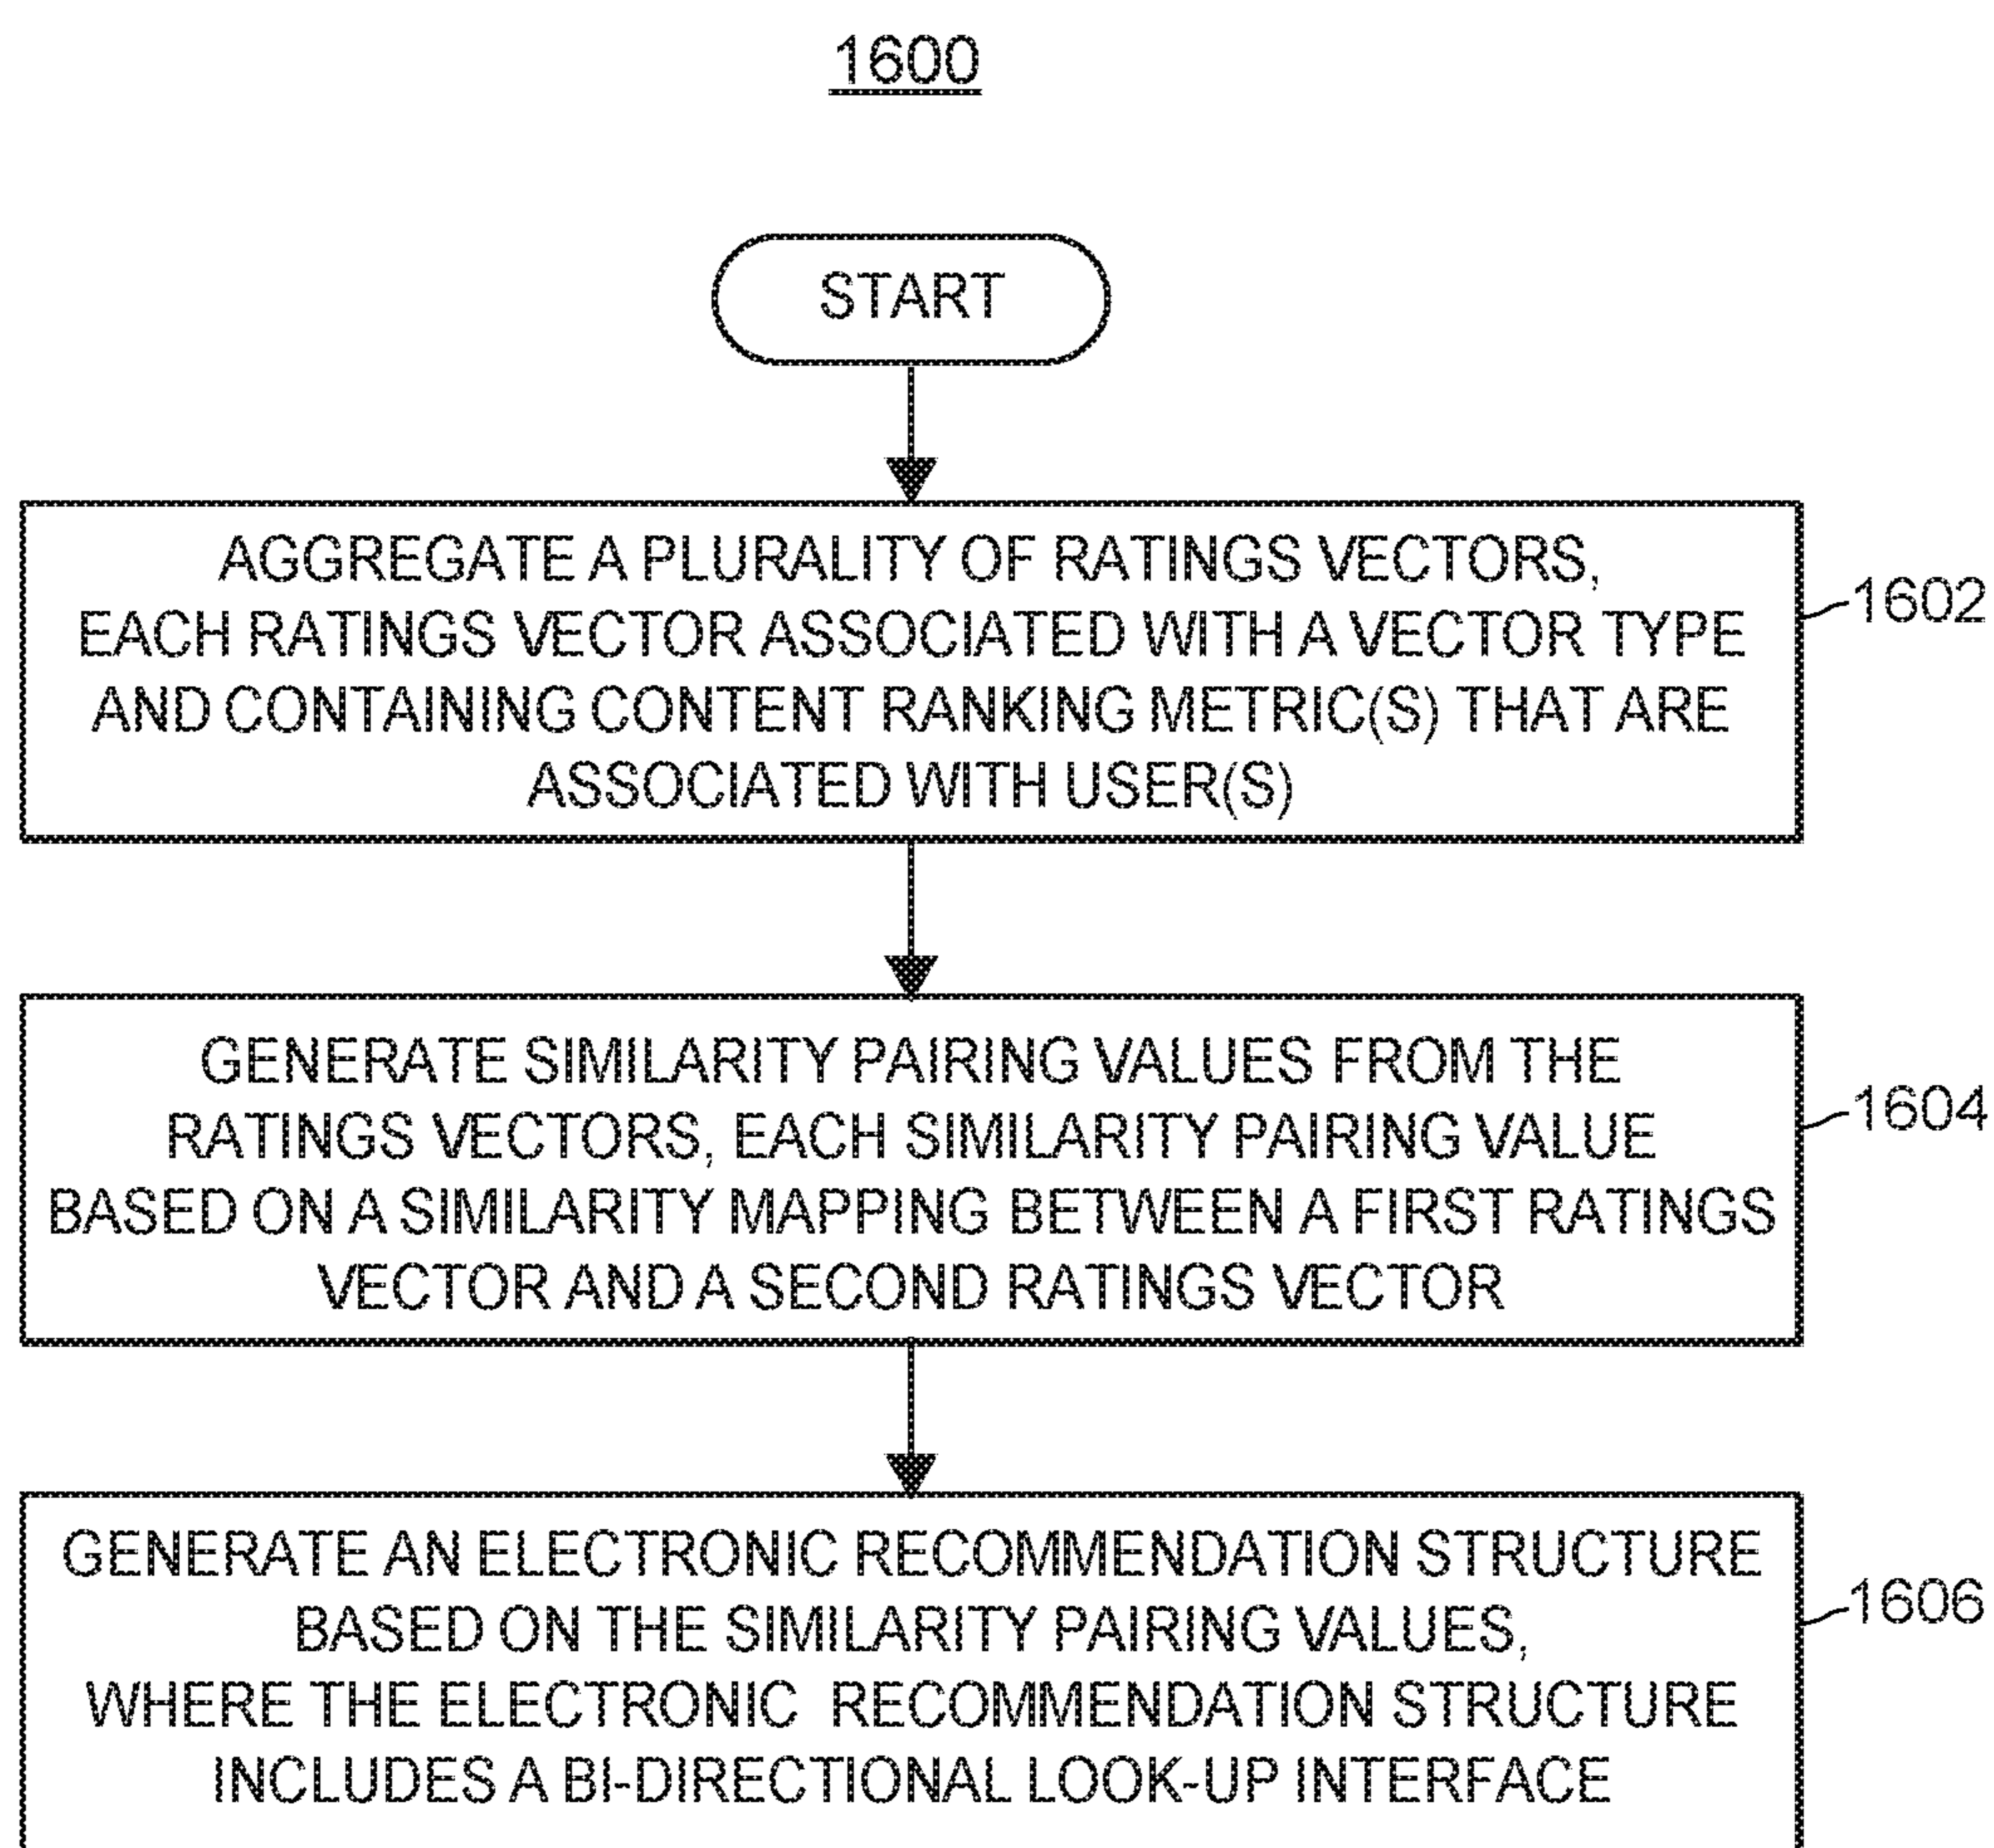 1600
START
AGGREGATE A PLURALITY OF RATINGS VECTORS,
EACH RATINGS VECTOR ASSOCIATED WITH A VECTOR TYPE
AND CONTAINING CONTENT RANKING METRIC(S) THAT ARE
ASSOCIATED WITH USER(S)
1602
GENERATE SIMILARITY PAIRING VALUES FROM THE
RATINGS VECTORS, EACH SIMILARITY PAIRING VALUE
BASED ON A SIMILARITY MAPPING BETWEEN A FIRST RATINGS
VECTOR AND A SECOND RATINGS VECTOR
1604
GENERATE AN ELECTRONIC RECOMMENDATION STRUCTURE
BASED ON THE SIMILARITY PAIRING VALUES,
WHERE THE ELECTRONIC RECOMMENDATION STRUCTURE
INCLUDES A BI-DIRECTIONAL LOOK-UP INTERFACE
1606